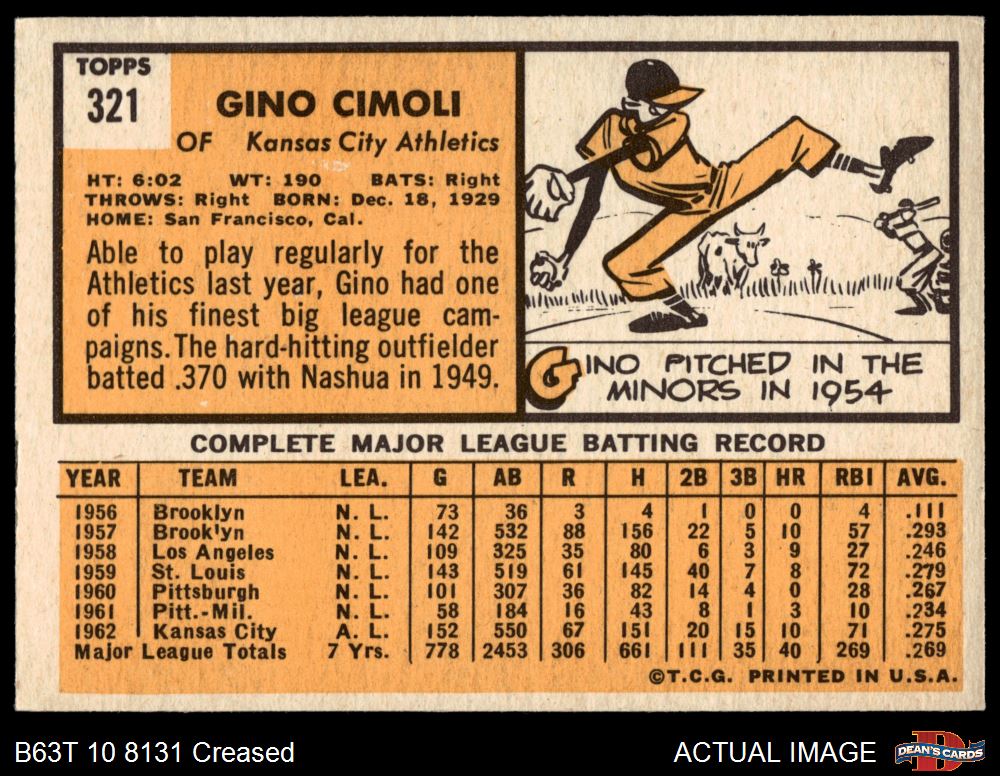 TOPPS
321
GINO CIMOLI
OF Kansas City Athletics
HT: 6:02 WT: 190 BATS: Right
THROWS: Right BORN: Dec. 18, 1929
HOME: San Francisco, Cal.
Able to play regularly for the
Athletics last year, Gino had one
of his finest big league cam-
paigns. The hard-hitting outfielder
batted .370 with Nashua in 1949.
GINO PITCHED IN THE
MINORS IN 1954
COMPLETE MAJOR LEAGUE BATTING RECORD
YEAR TEAM LEA. G AB R H 2B 3B HR RBI AVG.
1956 Brooklyn N. L. 73 36 3 4 1 0 0 4 .111
1957 Brooklyn N. L. 142 532 88 156 22 5 10 57 .293
1958 Los Angeles N. L. 109 325 35 80 6 3 9 27 .246
1959 St. Louis N. L. 143 519 61 145 40 7 8 72 .279
1960 Pittsburgh N. L. 101 307 36 82 14 4 0 28 .267
1961 Pitt.-Mil. N. L. 58 184 16 43 8 1 3 10 .234
1962 Kansas City A. L. 152 550 67 151 20 15 10 71 .275
Major League Totals 7 Yrs. 778 2453 306 661 111 35 40 269 .269
©T.C.G. PRINTED IN U.S.A.
B63T 10 8131 Creased
ACTUAL IMAGE
DEAN'S CARDS